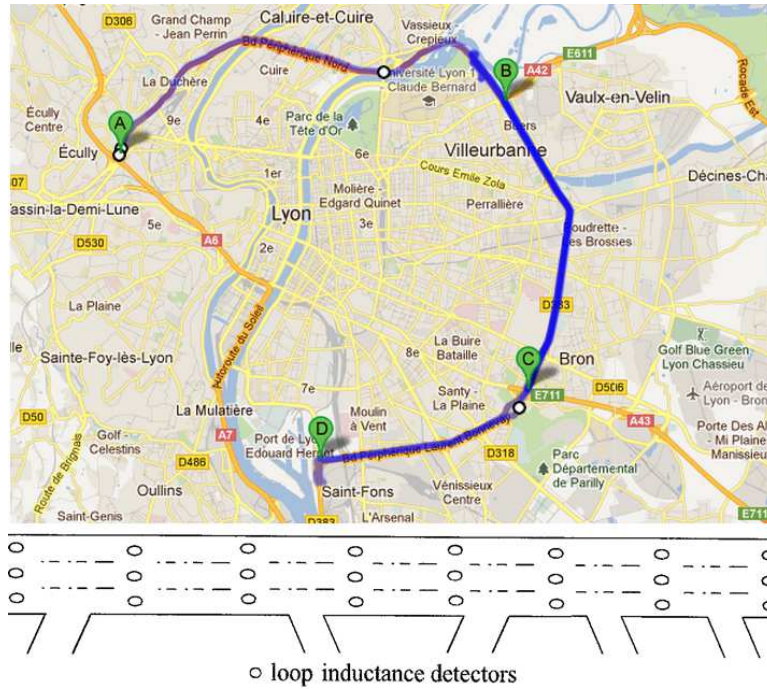 D306
Grand Champ
- Jean Perrin
Caluire-et-Cuire
Vassieux
Crepieux
Bd Périphérique Nord
Cuire
La Duchère
Université Lyon 1
Claude Bernard
B
A42
E611
Rocade Est
Vaulx-en-Velin
Écully
Centre
9e
4e
Parc de la
Tête d'Or
Buers
A
Écully
6e
Villeurbanne
Cours Emile Zola
Décines-Cha
1er
Molière -
Edgard Quinet
Perrallière
Tassin-la-Demi-Lune
5e
Lyon
3e
D530
A6
2e
La Plaine
Autoroute du Soleil
D383
La Buire
Bataille
8e
C
Bron
Sainte-Foy-lès-Lyon
7e
Santy -
La Plaine
E711
D506
Golf Blue Green
Lyon Chassieu
Aéroport de
Lyon - Bron
D50
La Mulatière
Moulin
à Vent
A43
Porte Des Al
- Mi Plaine
Manissieu
Golf -
Celestins
A7
D
Port de Lyon
Edouard Herriot
Bd Périphérique Laurent Bonnevay
D318
Parc
Départemental
de Parilly
Route de Brignais
D486
Oullins
Saint-Fons
Vénissieux
Centre
Saint-Genis
D383
L'Arsenal
E711
loop inductance detectors